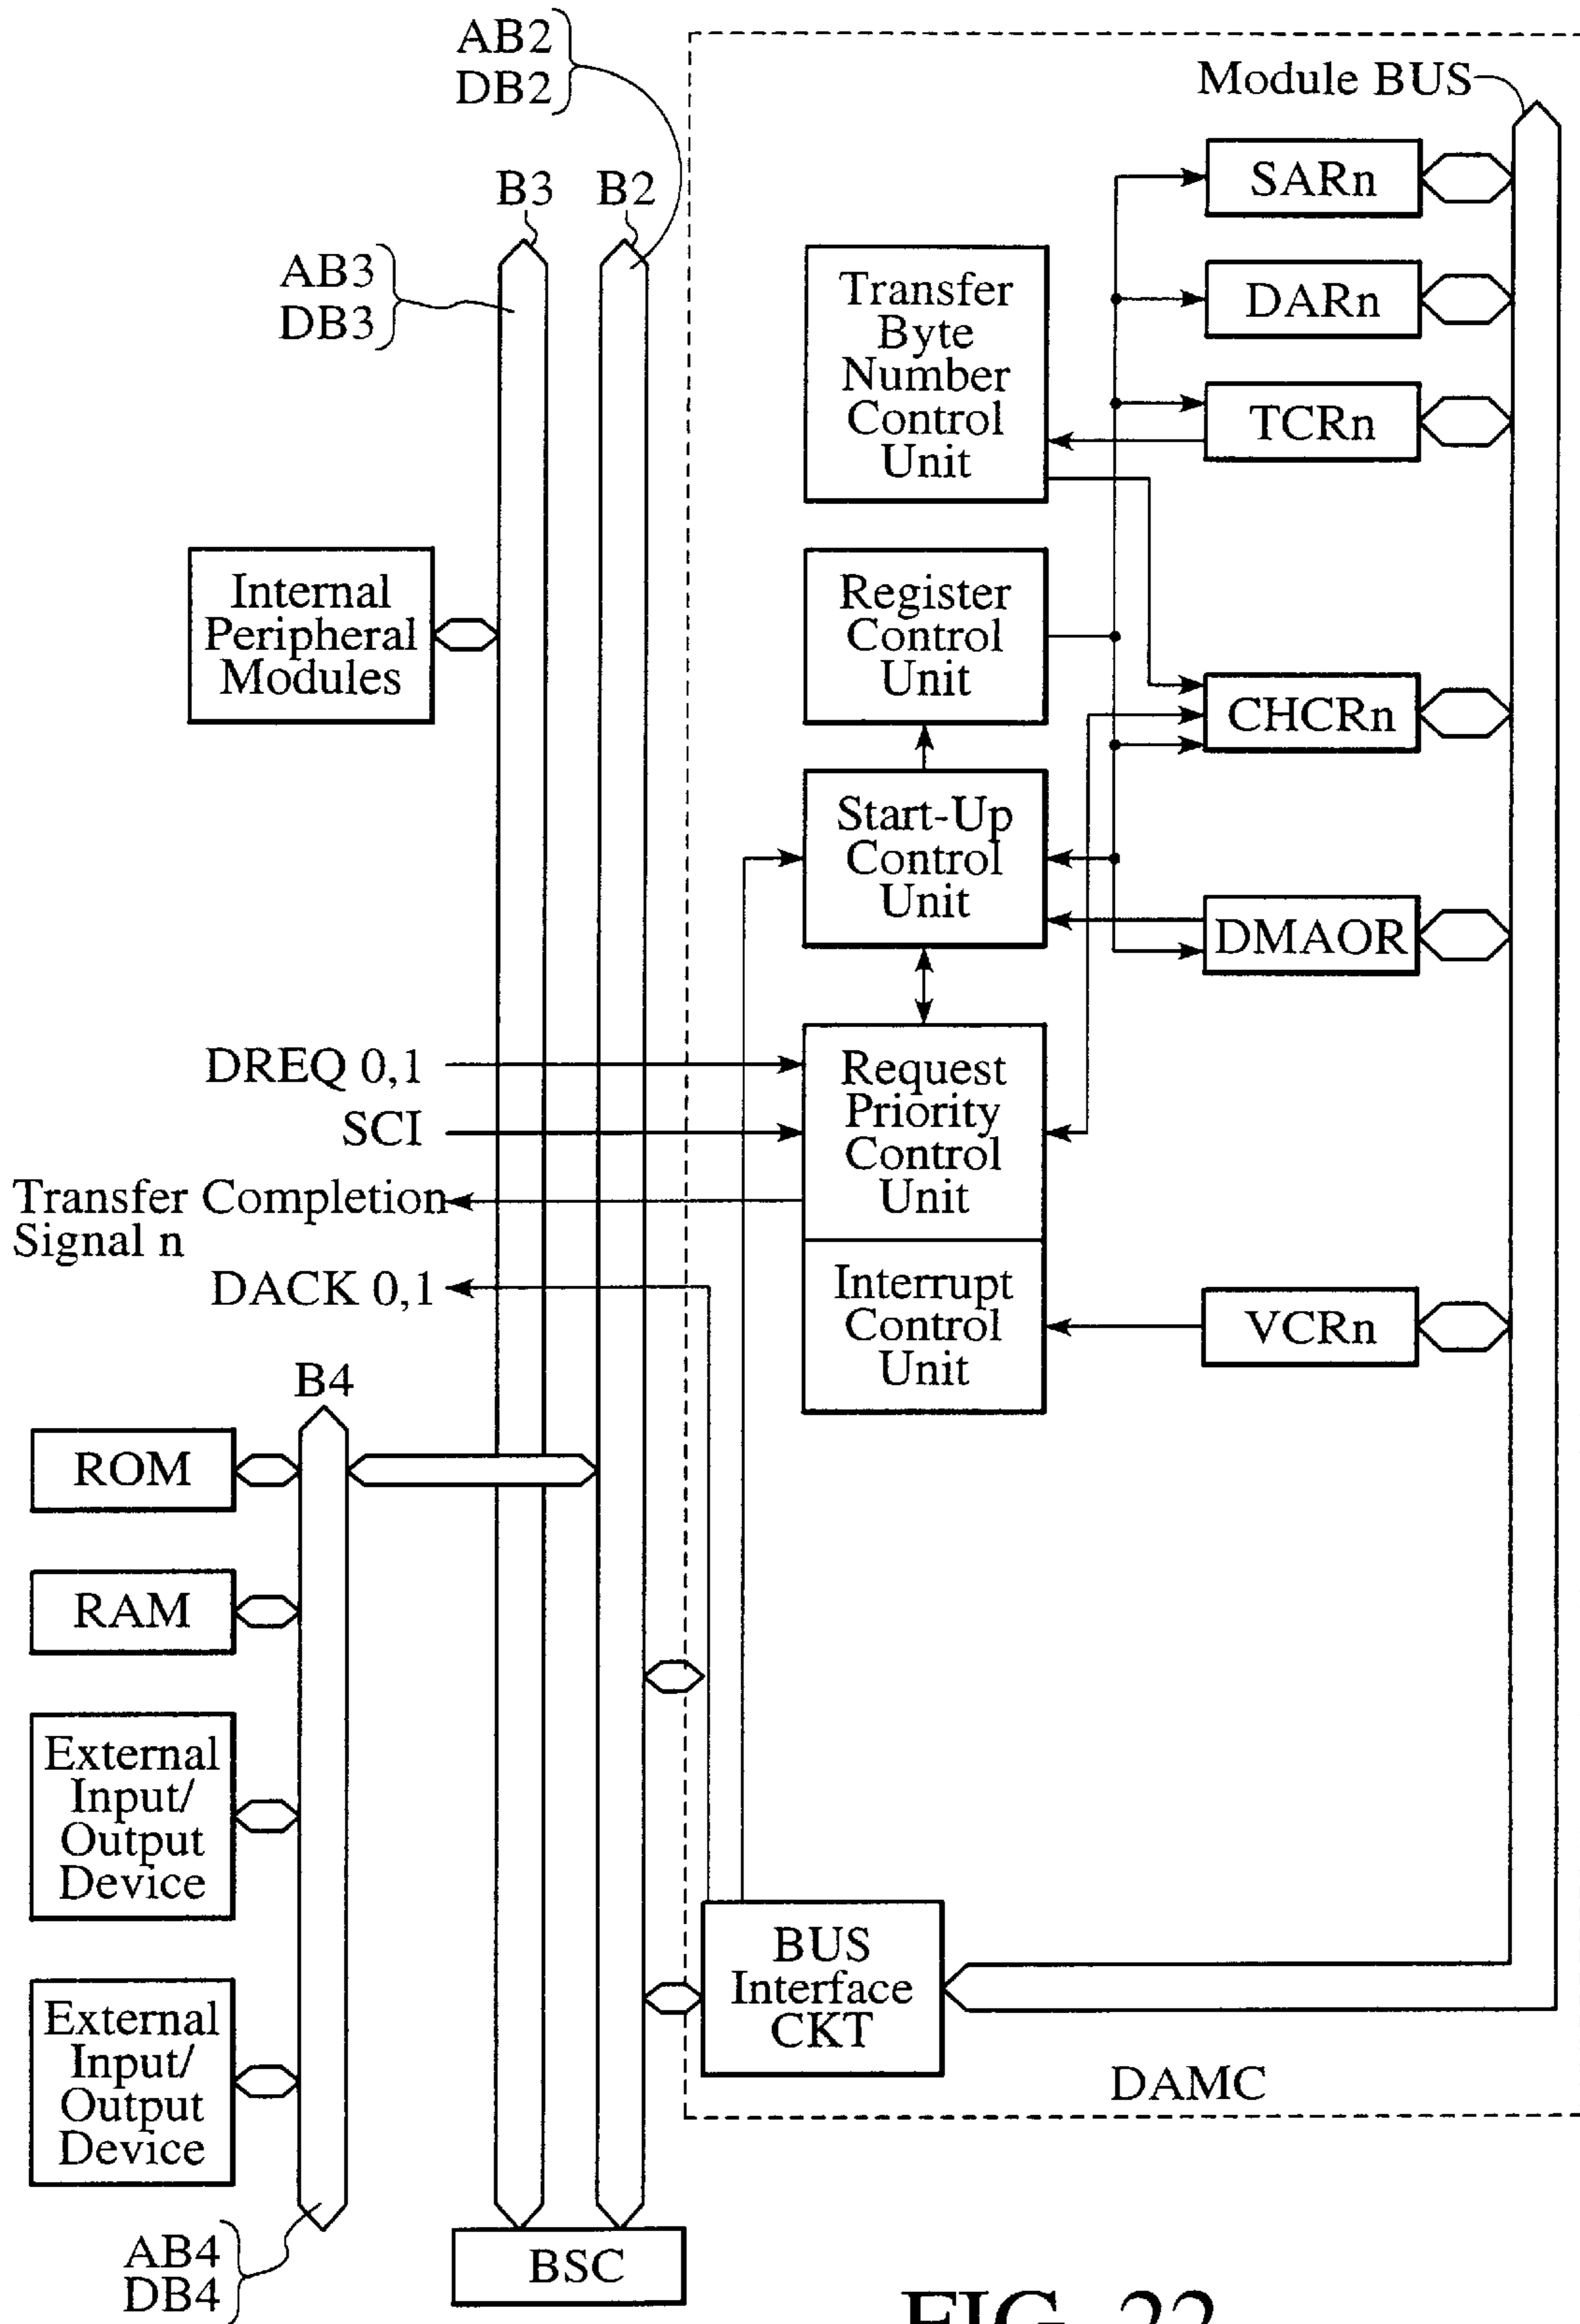 AB2
DB2
Module BUS
B3
B2
AB3
DB3
SARn
DARn
TCRn
Transfer
Byte
Number
Control
Unit
Internal
Peripheral
Modules
Register
Control
Unit
CHCRn
Start-Up
Control
Unit
DMAOR
DREQ 0,1
SCI
Transfer Completion
Signal n
DACK 0,1
Request
Priority
Control
Unit
Interrupt
Control
Unit
VCRn
B4
ROM
RAM
External
Input/
Output
Device
External
Input/
Output
Device
BUS
Interface
CKT
DAMC
AB4
DB4
BSC
FIG. 22